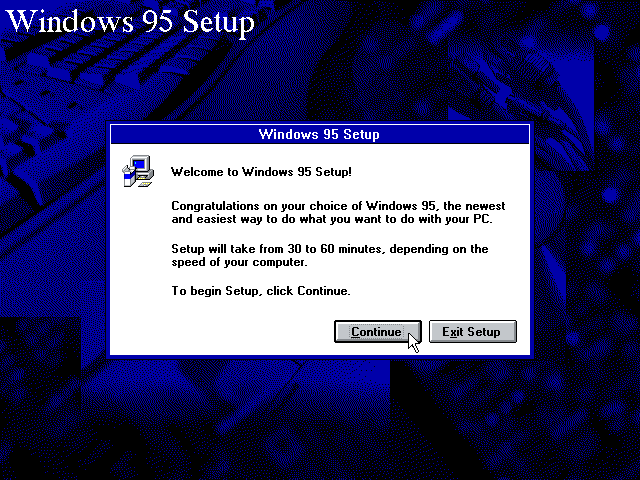 Windows 95 Setup
Windows 95 Setup
Welcome to Windows 95 Setup!
Congratulations on your choice of Windows 95, the newest
and easiest way to do what you want to do with your PC.
Setup will take from 30 to 60 minutes, depending on the
speed of your computer.
To begin Setup, click Continue.
Continue
Exit Setup